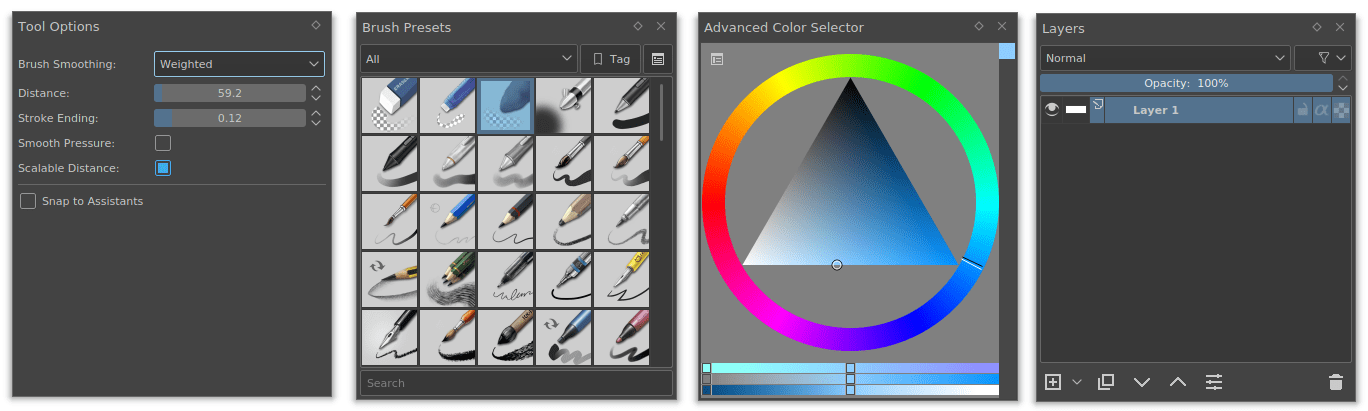 Tool Options
Brush Smoothing: Weighted
Distance: 59.2
Stroke Ending: 0.12
Smooth Pressure:
Scalable Distance:
Snap to Assistants
Brush Presets
All
Tag
Search
Advanced Color Selector
Layers
Normal
Opacity: 100%
Layer 1
α